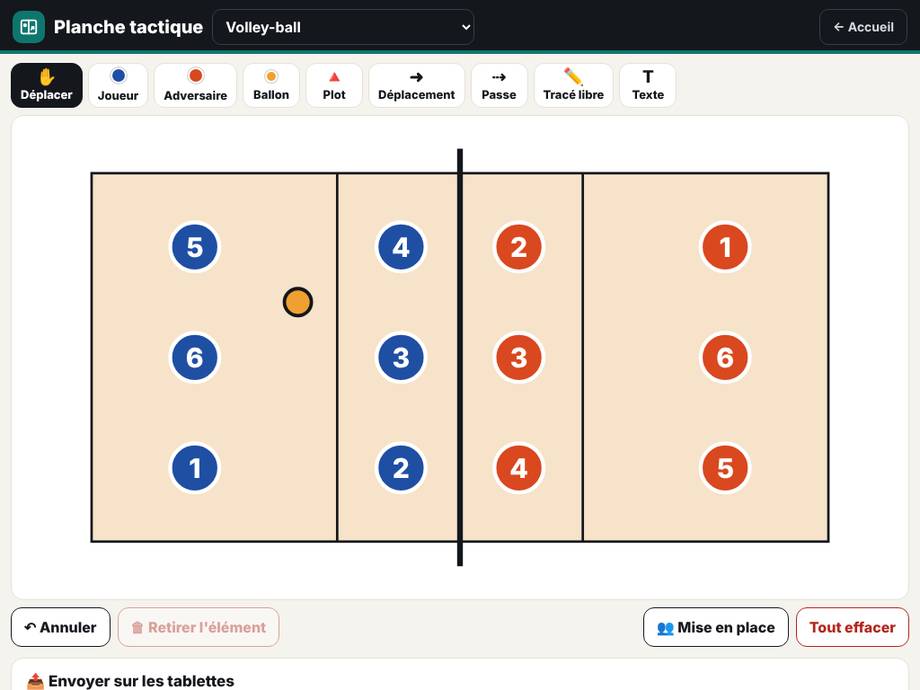 Planche tactique
Volley-ball
← Accueil
Déplacer
Joueur
Adversaire
Ballon
Plot
Déplacement
Passe
Tracé libre
T
Texte
5 4 2 1
6 3 3 6
1 2 4 5
↶ Annuler
Retirer l'élément
Mise en place
Tout effacer
Envoyer sur les tablettes